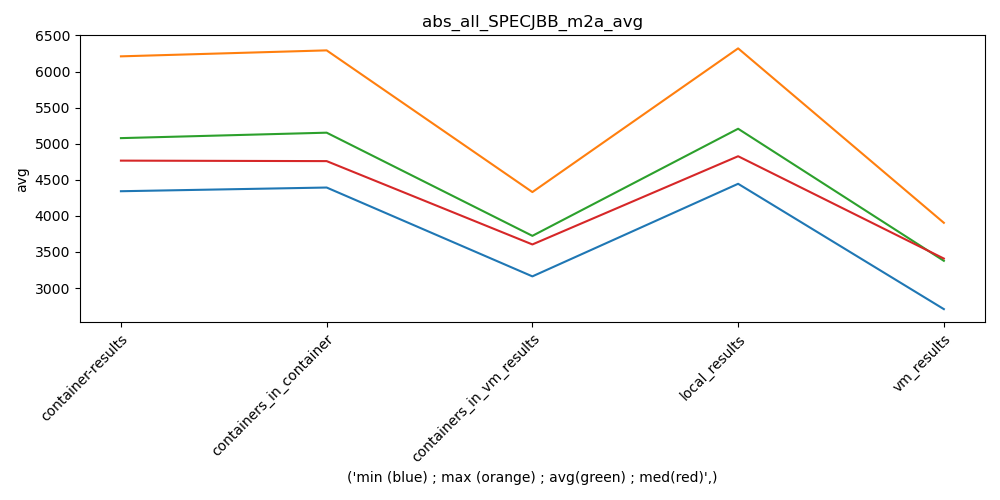 abs_all_SPECJBB_m2a_avg
6500
6000
5500
5000
4500
4000
3500
3000
avg
container-results
containers_in_container
containers_in_vm_results
local_results
vm_results
('min (blue) ; max (orange) ; avg(green) ; med(red)',)